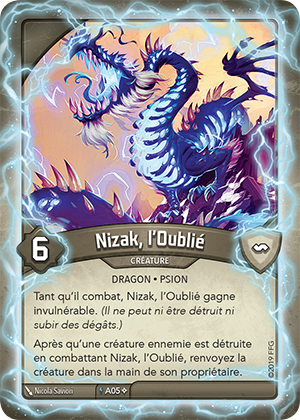 6
Nizak, l'Oublié
CRÉATURE
DRAGON • PSION
Tant qu'il combat, Nizak, l'Oublié gagne
invulnérable. (Il ne peut ni être détruit ni
subir des dégâts.)
Après qu'une créature ennemie est détruite
en combattant Nizak, l'Oublié, renvoyez la
créature dans la main de son propriétaire.
©2019 FFG
Nicola Saviori
A05